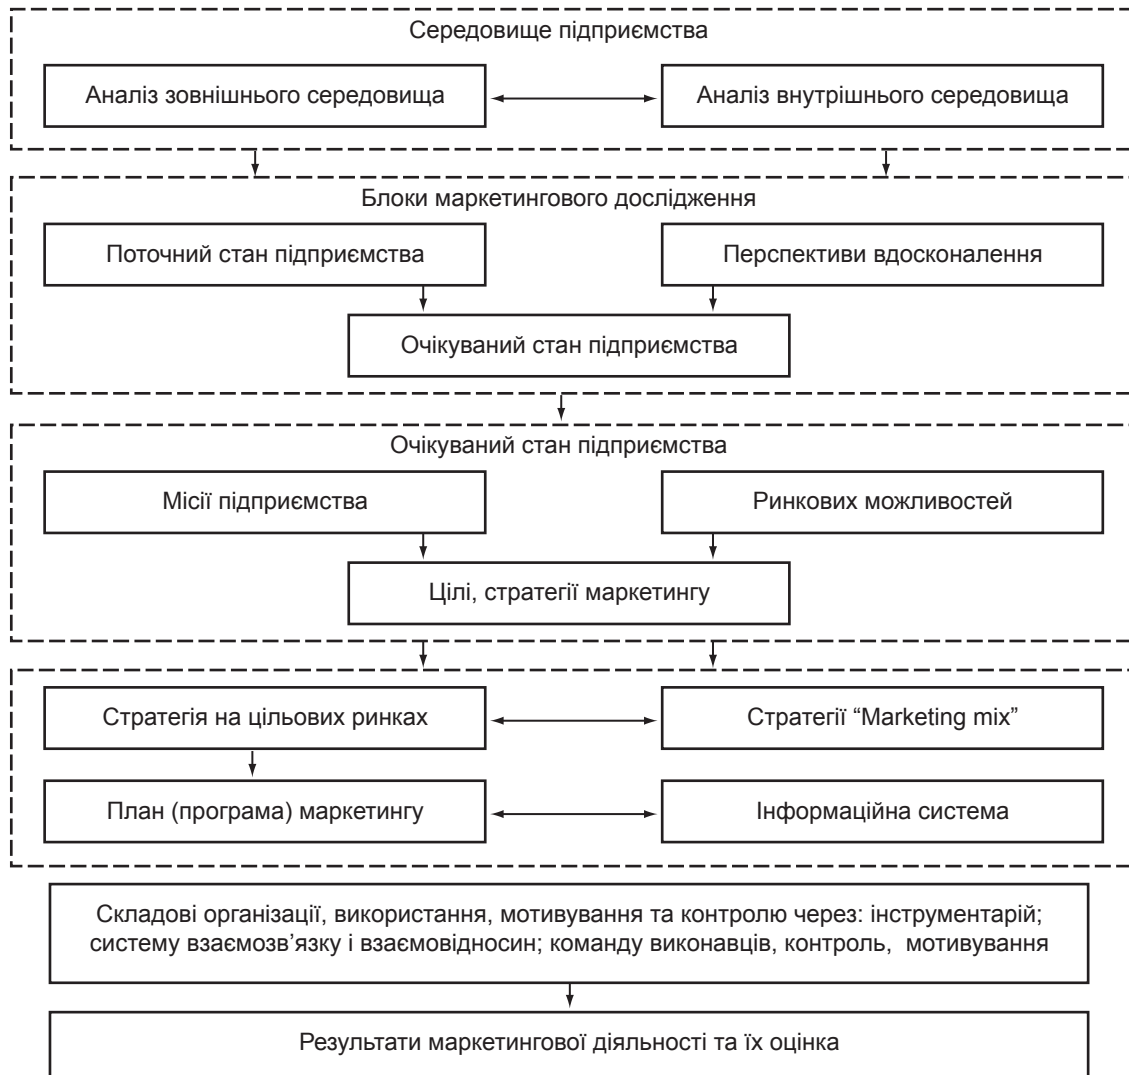 Середовище підприємства
Аналіз зовнішнього середовища
Аналіз внутрішнього середовища
Блоки маркетингового дослідження
Поточний стан підприємства
Перспективи вдосконалення
Очікуваний стан підприємства
Очікуваний стан підприємства
Місії підприємства
Ринкових можливостей
Цілі, стратегії маркетингу
Стратегія на цільових ринках
Стратегії “Marketing mix”
План (програма) маркетингу
Інформаційна система
Складові організації, використання, мотивування та контролю через: інструментарій;
систему взаємозв’язку і взаємовідносин; команду виконавців, контроль, мотивування
Результати маркетингової діяльності та їх оцінка